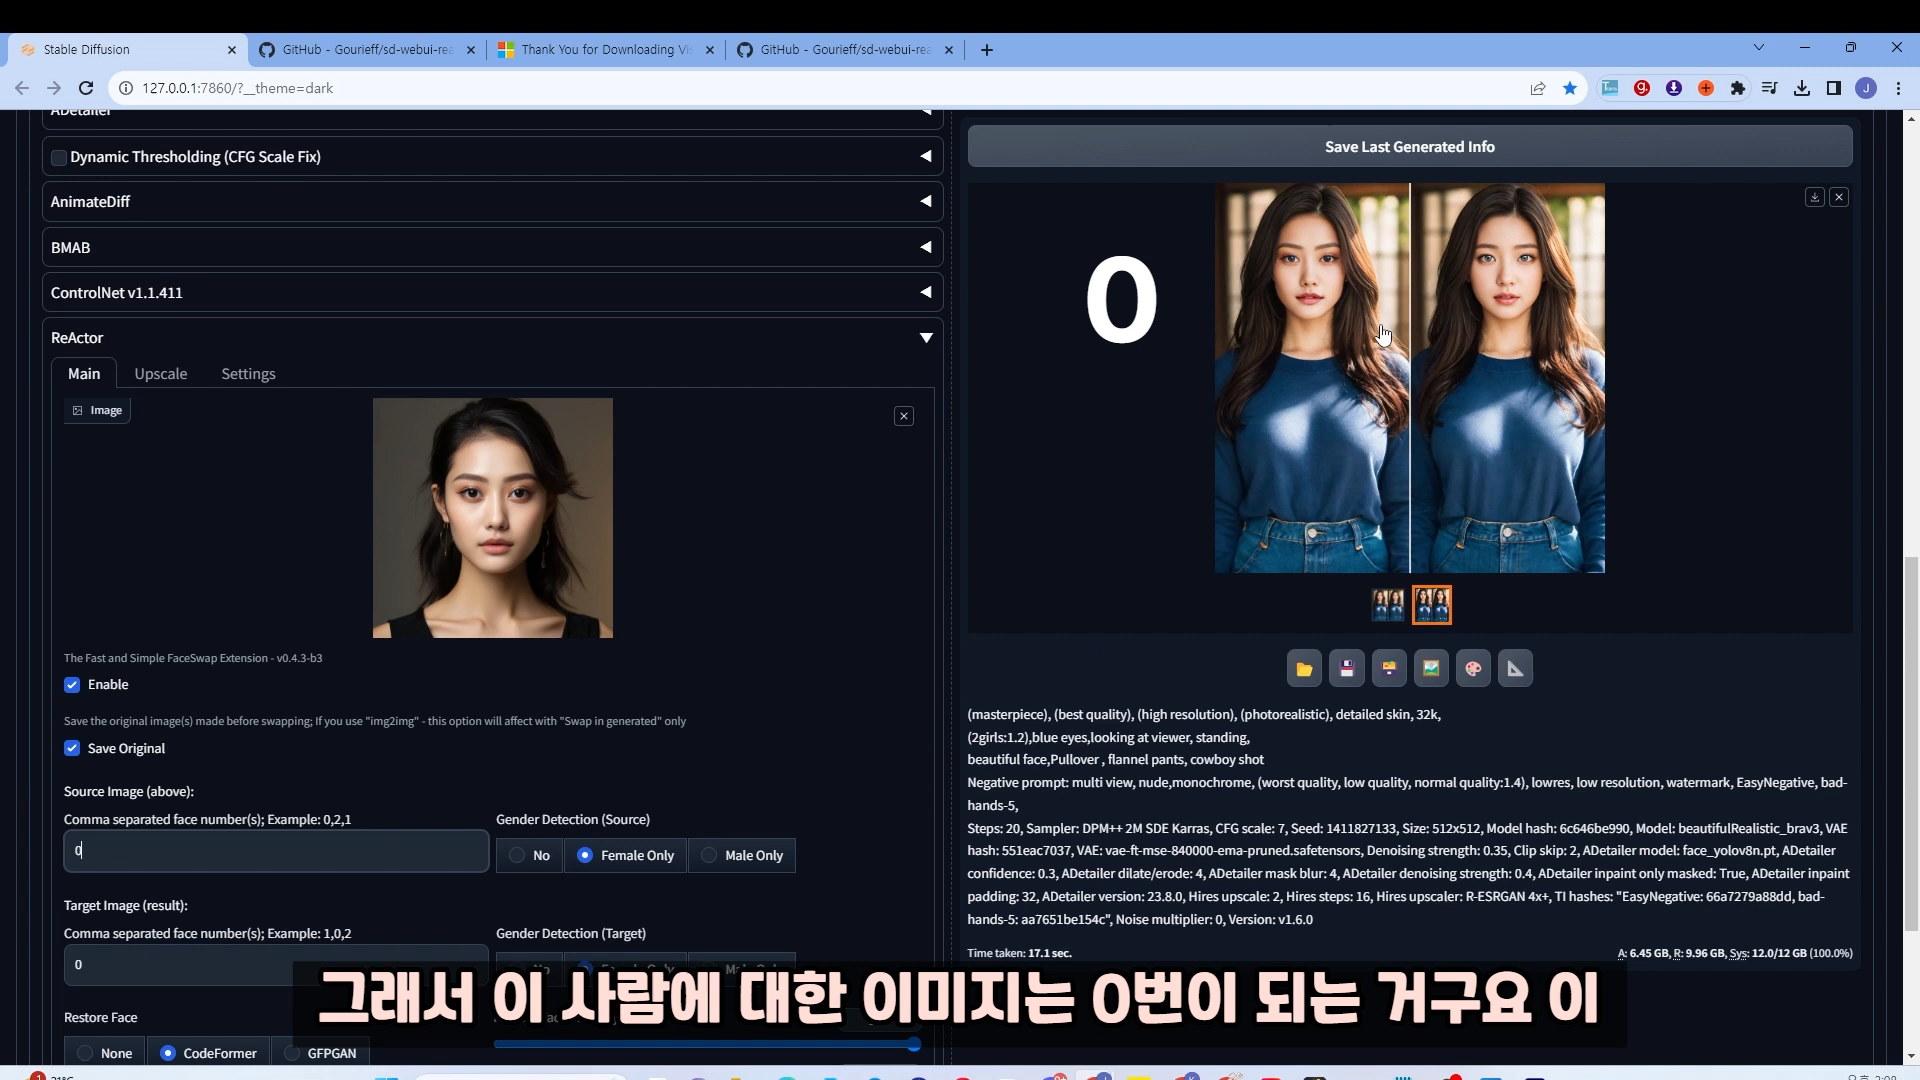 Stable Diffusion
GitHub - Gourieff/sd-webui-rea
Thank You for Downloading Vis
GitHub - Gourieff/sd-webui-rea
127.0.0.1:7860/?__theme=dark
J
ADetailer
Dynamic Thresholding (CFG Scale Fix)
AnimateDiff
BMAB
ControlNet v1.1.411
ReActor
Main
Upscale
Settings
Image
The Fast and Simple FaceSwap Extension - v0.4.3-b3
Enable
Save the original image(s) made before swapping; If you use "img2img" - this option will affect with "Swap in generated" only
Save Original
Source Image (above):
Comma separated face number(s); Example: 0,2,1
Gender Detection (Source)
0
No
Female Only
Male Only
Target Image (result):
Comma separated face number(s); Example: 1,0,2
Gender Detection (Target)
0
Restore Face
None
CodeFormer
GFPGAN
Save Last Generated Info
0
(masterpiece), (best quality), (high resolution), (photorealistic), detailed skin, 32k,
(2girls:1.2),blue eyes,looking at viewer, standing,
beautiful face,Pullover , flannel pants, cowboy shot
Negative prompt: multi view, nude,monochrome, (worst quality, low quality, normal quality:1.4), lowres, low resolution, watermark, EasyNegative, bad-
hands-5,
Steps: 20, Sampler: DPM++ 2M SDE Karras, CFG scale: 7, Seed: 1411827133, Size: 512x512, Model hash: 6c646be990, Model: beautifulRealistic_brav3, VAE
hash: 551eac7037, VAE: vae-ft-mse-840000-ema-pruned.safetensors, Denoising strength: 0.35, Clip skip: 2, ADetailer model: face_yolov8n.pt, ADetailer
confidence: 0.3, ADetailer dilate/erode: 4, ADetailer mask blur: 4, ADetailer denoising strength: 0.4, ADetailer inpaint only masked: True, ADetailer inpaint
padding: 32, ADetailer version: 23.8.0, Hires upscale: 2, Hires steps: 16, Hires upscaler: R-ESRGAN 4x+, TI hashes: "EasyNegative: 66a7279a88dd, bad-
hands-5: aa7651be154c", Noise multiplier: 0, Version: v1.6.0
Time taken: 17.1 sec.
A: 6.45 GB, R: 9.96 GB, Sys: 12.0/12 GB (100.0%)
그래서 이 사람에 대한 이미지는 0번이 되는 거구요 이